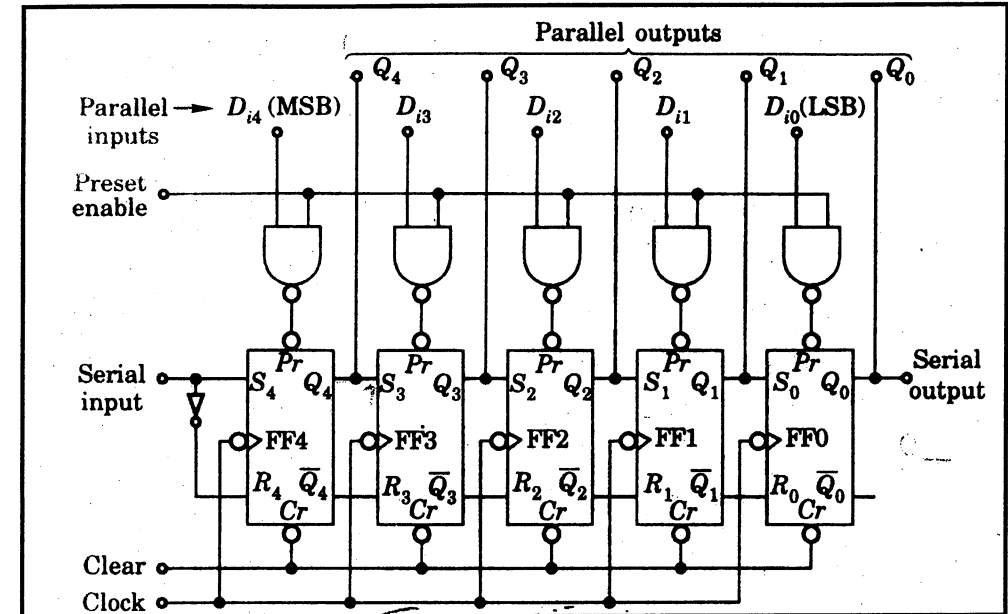 Parallel outputs
Q4 Q3 Q2 Q1 Q0
Parallel → Di4 (MSB) Di3 Di2 Di1 Di0 (LSB)
inputs
Preset
enable
Pr Pr Pr Pr Pr
Serial
input
S4 Q4 S3 Q3 S2 Q2 S1 Q1 S0 Q0
Serial
output
FF4 FF3 FF2 FF1 FF0
R4 Q̅4 R3 Q̅3 R2 Q̅2 R1 Q̅1 R0 Q̅0
Cr Cr Cr Cr Cr
Clear
Clock